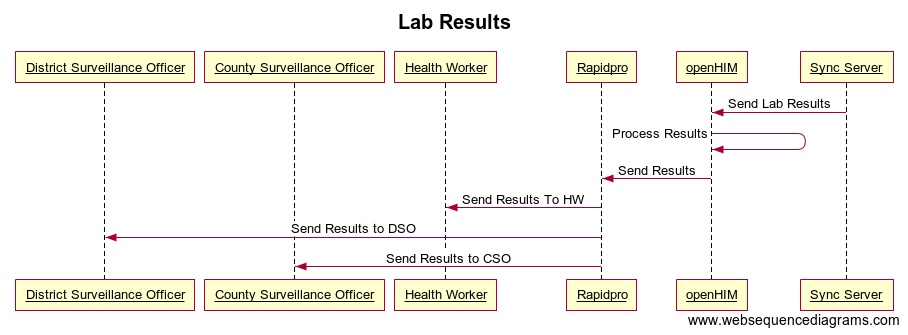 Lab Results
District Surveillance Officer County Surveillance Officer Health Worker Rapidpro openHIM Sync Server
Send Lab Results
Process Results
Send Results
Send Results To HW
Send Results to DSO
Send Results to CSO
District Surveillance Officer County Surveillance Officer Health Worker Rapidpro openHIM Sync Server
www.websequencediagrams.com